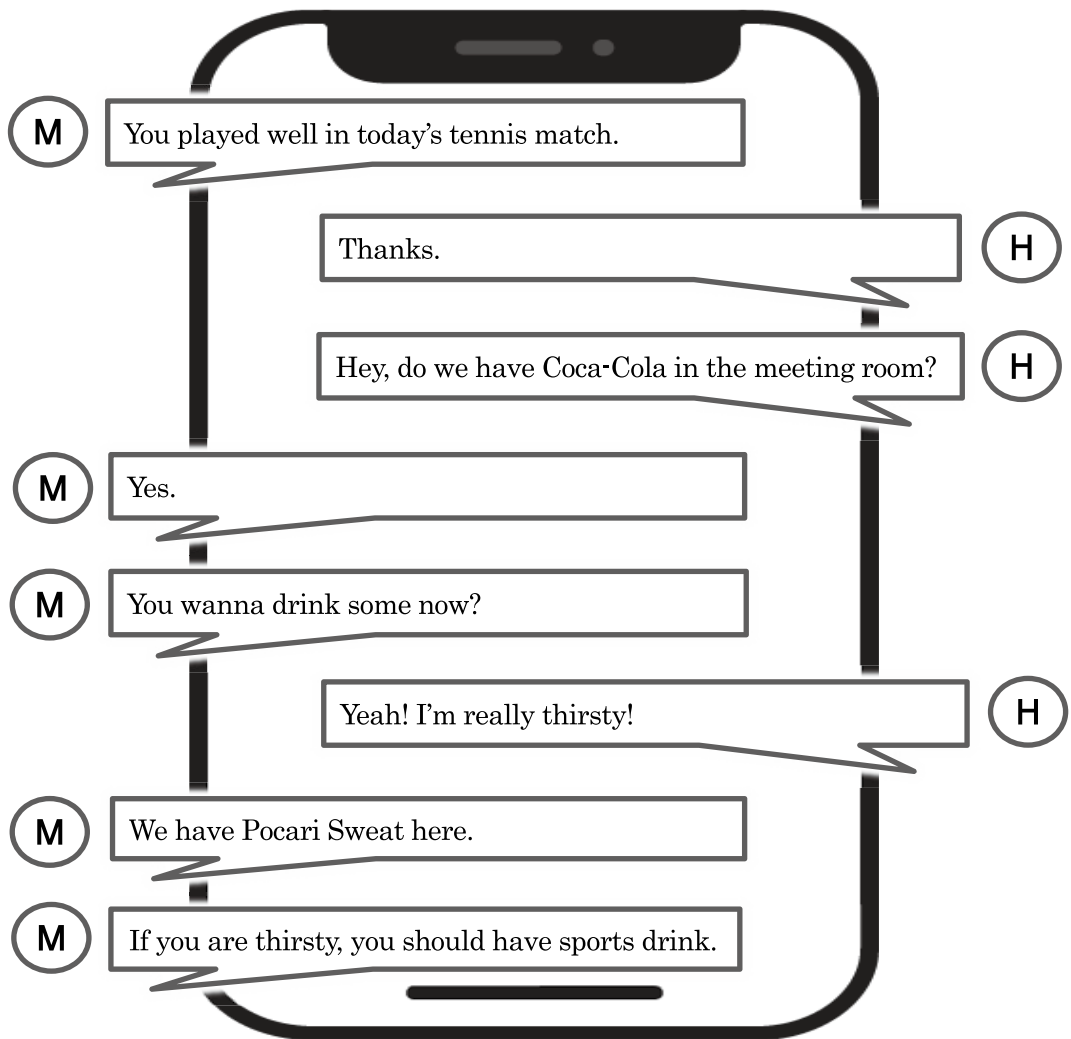 M
You played well in today's tennis match.
Thanks.
H
Hey, do we have Coca-Cola in the meeting room?
H
M
Yes.
M
You wanna drink some now?
Yeah! I'm really thirsty!
H
M
We have Pocari Sweat here.
M
If you are thirsty, you should have sports drink.